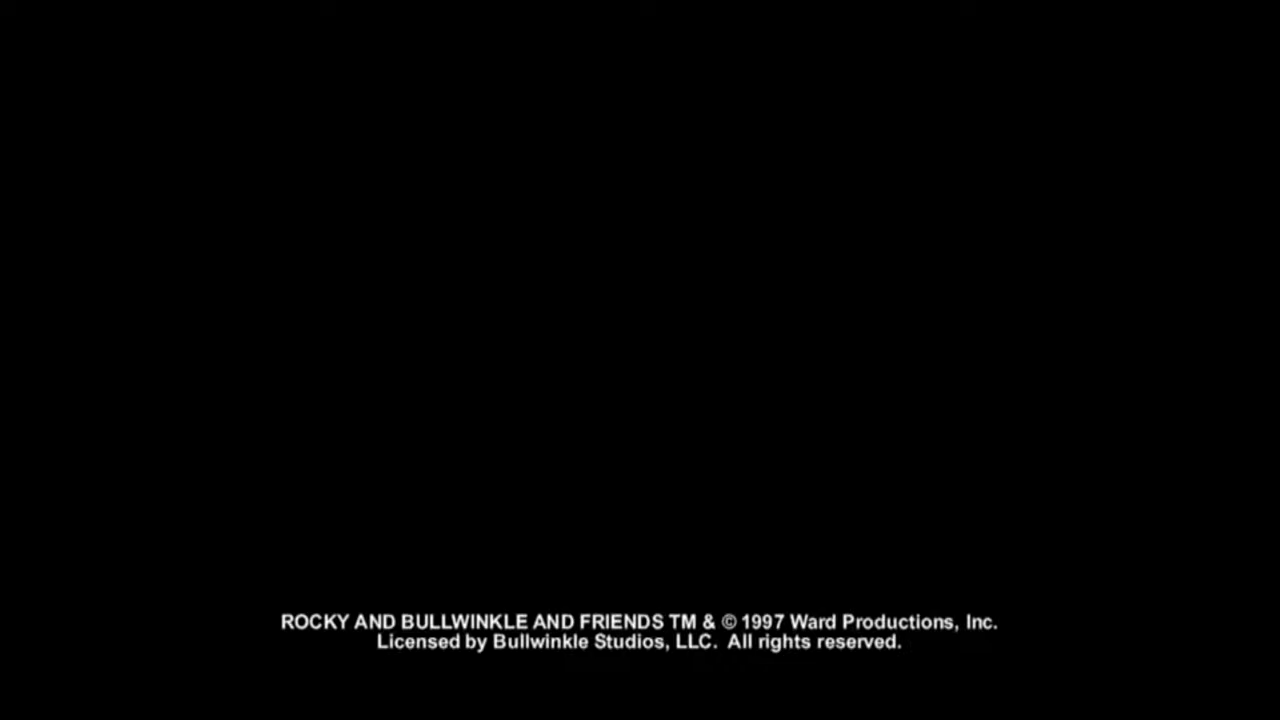 ROCKY AND BULLWINKLE AND FRIENDS TM & © 1997 Ward Productions, Inc.
Licensed by Bullwinkle Studios, LLC.  All rights reserved.